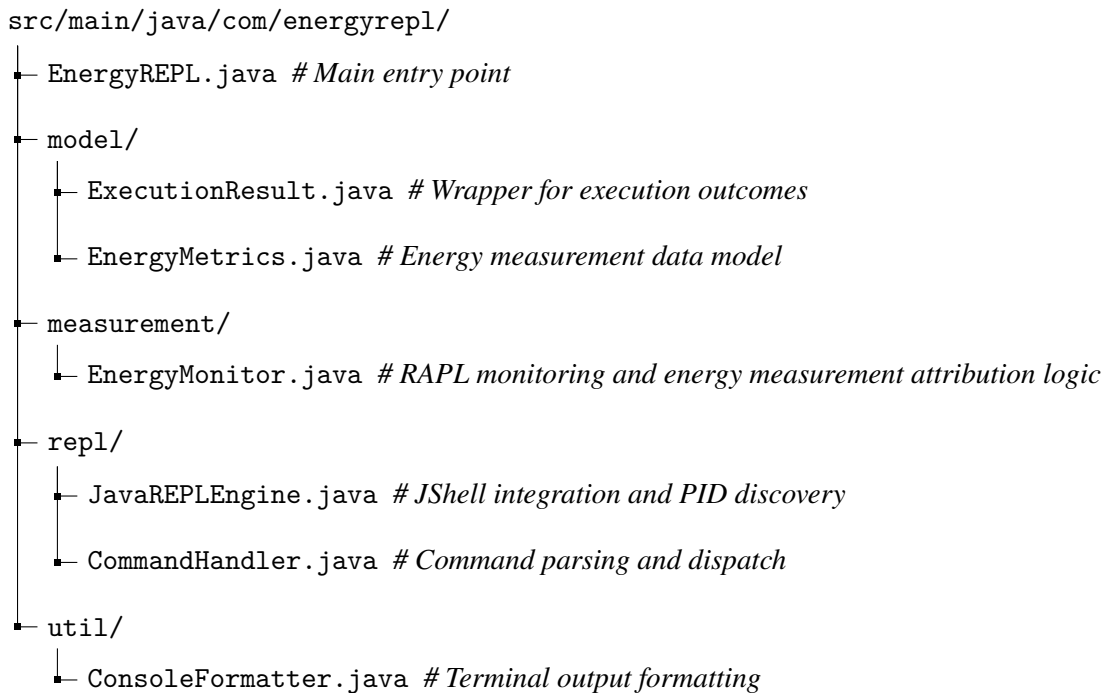 src/main/java/com/energyrepl/
EnergyREPL.java # Main entry point
model/
ExecutionResult.java # Wrapper for execution outcomes
EnergyMetrics.java # Energy measurement data model
measurement/
EnergyMonitor.java # RAPL monitoring and energy measurement attribution logic
repl/
JavaREPLEngine.java # JShell integration and PID discovery
CommandHandler.java # Command parsing and dispatch
util/
ConsoleFormatter.java # Terminal output formatting